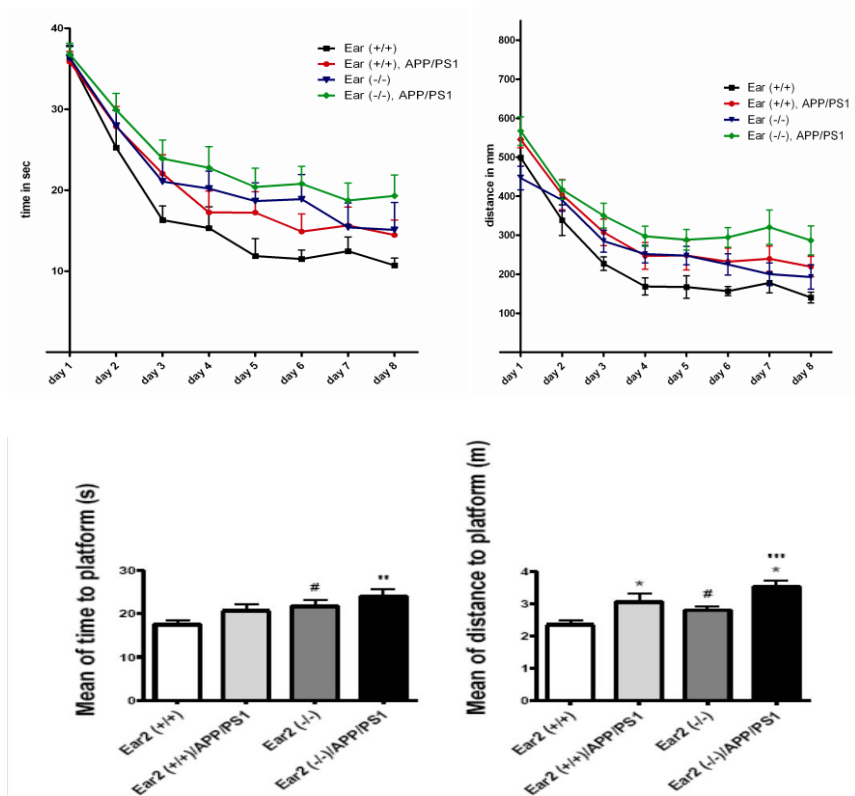 40
30
20
10
time in sec
Ear (+/+)
Ear (+/+), APP/PS1
Ear (-/-)
Ear (-/-), APP/PS1
day 1
day 2
day 3
day 4
day 5
day 6
day 7
day 8
800
700
600
500
400
300
200
100
distance in mm
Ear (+/+)
Ear (+/+), APP/PS1
Ear (-/-)
Ear (-/-), APP/PS1
day 1
day 2
day 3
day 4
day 5
day 6
day 7
day 8
Mean of time to platform (s)
30
20
10
0
#
**
Ear2 (+/+)
Ear2 (+/+)/APP/PS1
Ear2 (-/-)
Ear2 (-/-)/APP/PS1
Mean of distance to platform (m)
4
3
2
1
0
*
#
***
*
Ear2 (+/+)
Ear2 (+/+)/APP/PS1
Ear2 (-/-)
Ear2 (-/-)/APP/PS1